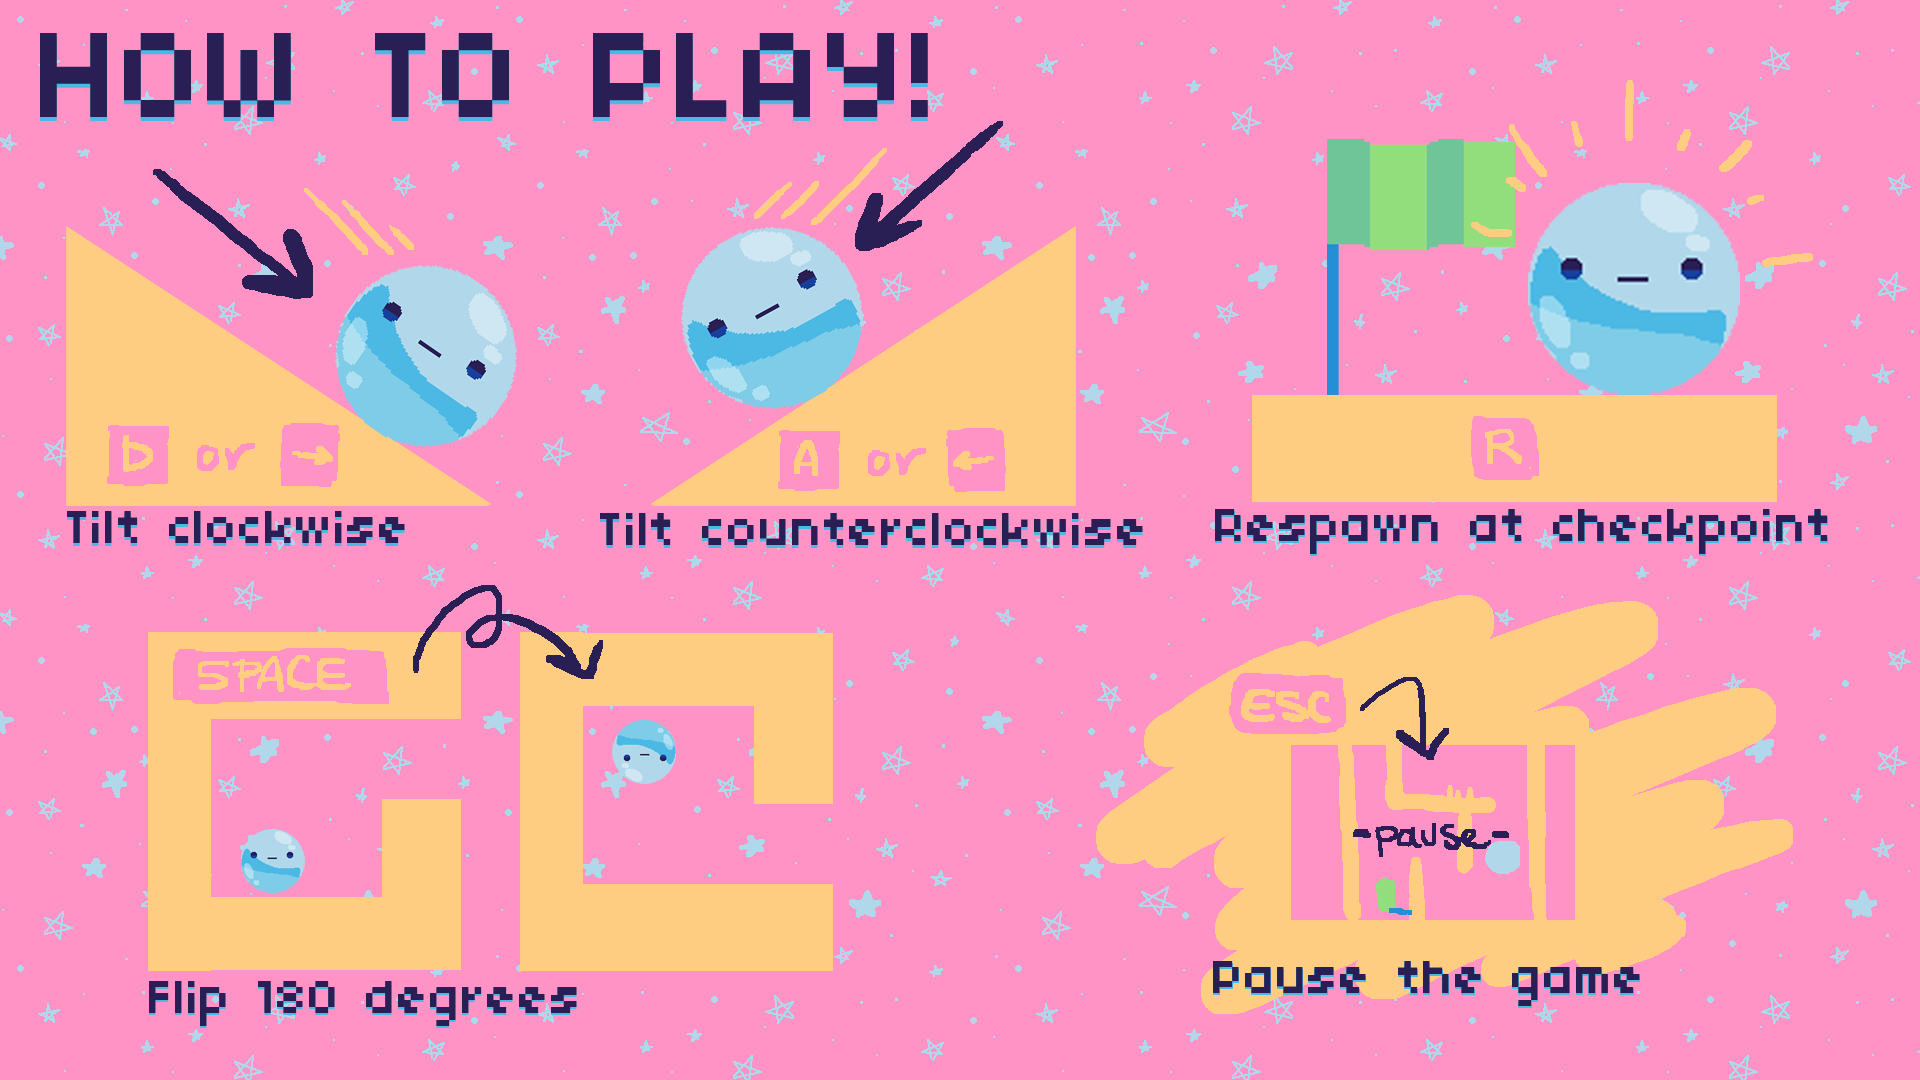 HOW TO PLAY!
D or →
Tilt clockwise
A or ←
Tilt counterclockwise
R
Respawn at checkpoint
SPACE
Flip 180 degrees
ESC
-pause-
Pause the game